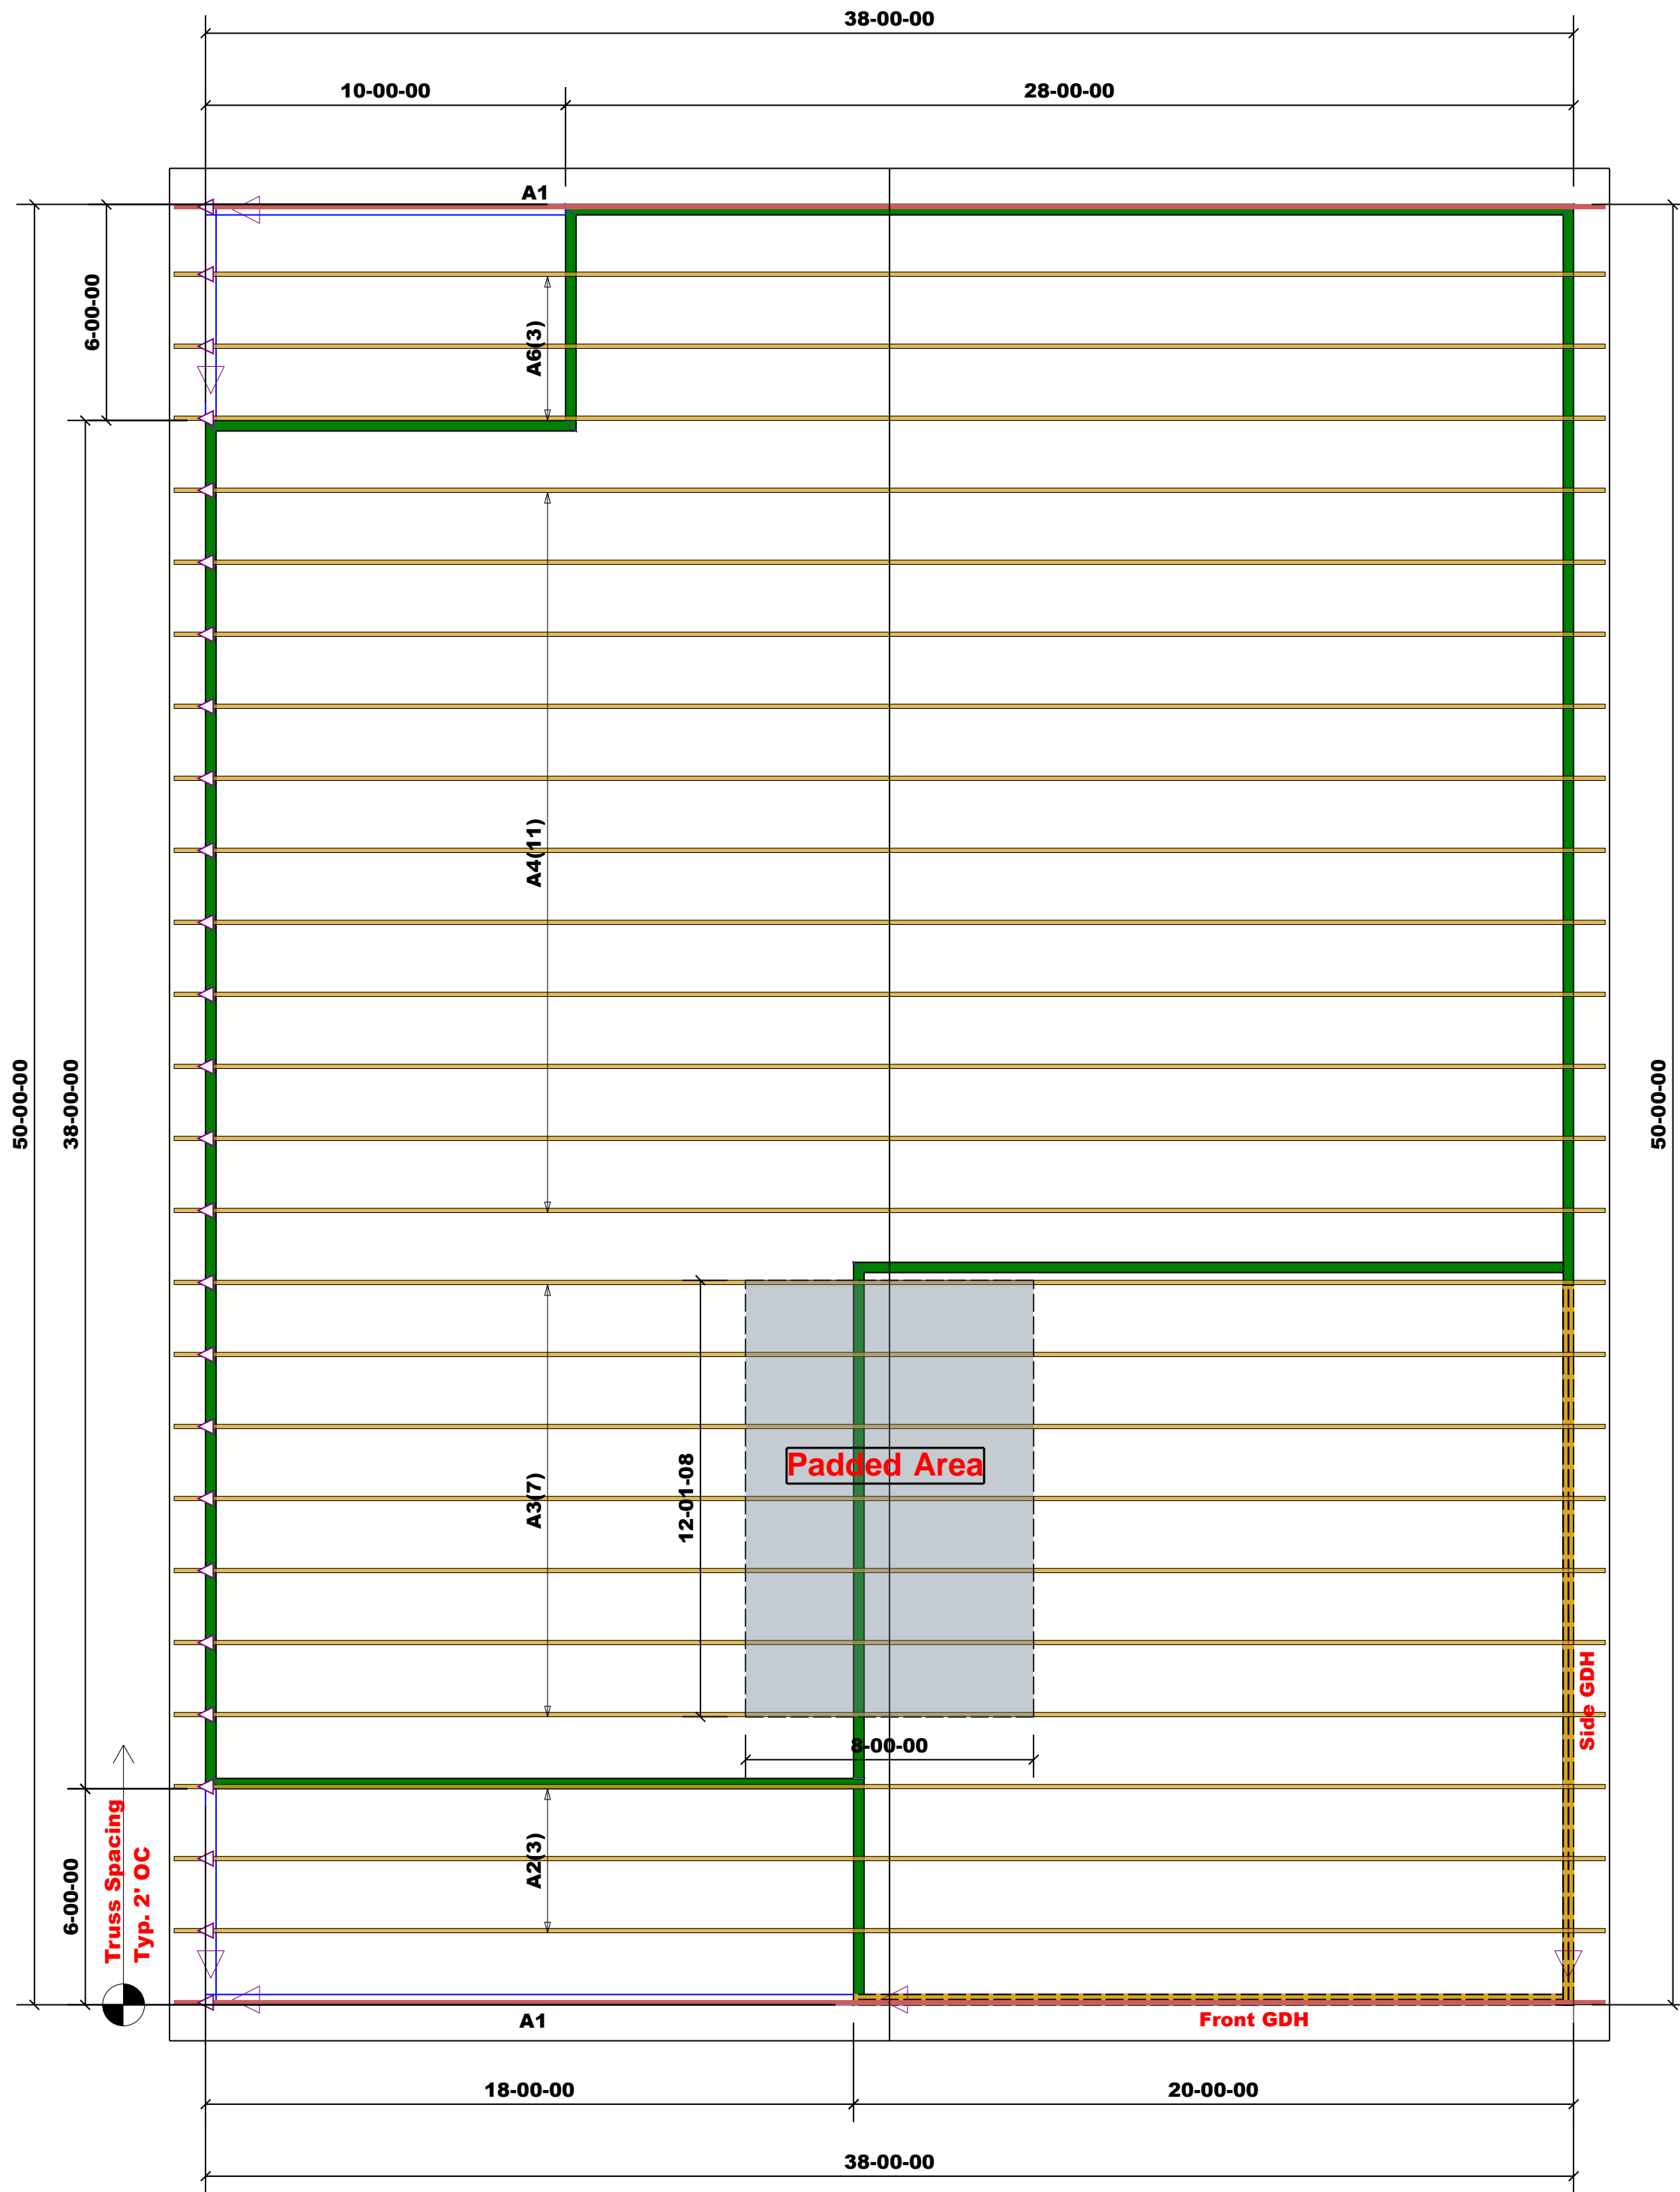 38-00-00
10-00-00
28-00-00
A1
6-00-00
A6(3)
A4(11)
50-00-00
38-00-00
50-00-00
Padded Area
12-01-08
A3(7)
Side GDH
8-00-00
Truss Spacing
Typ. 2' OC
6-00-00
A2(3)
A1
Front GDH
18-00-00
20-00-00
38-00-00